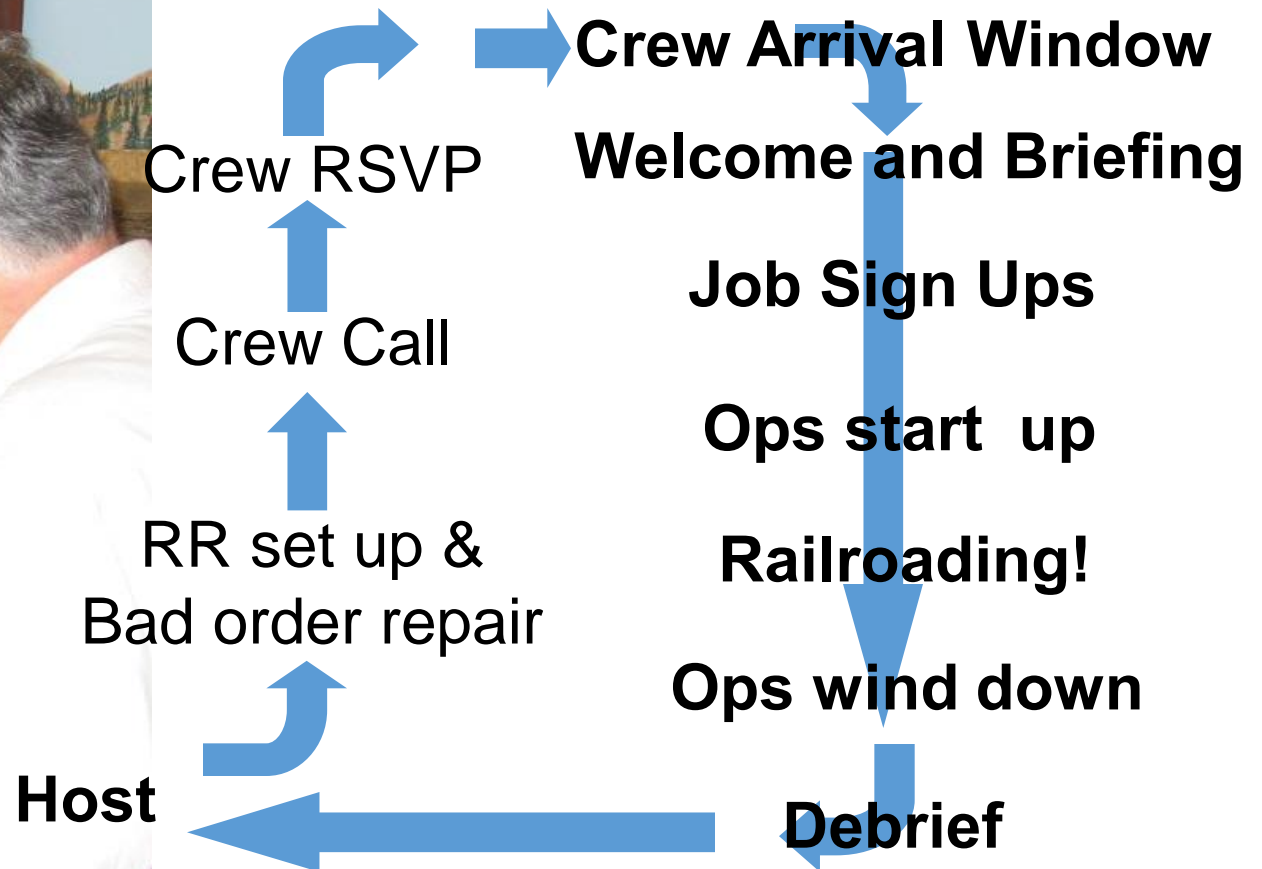 Crew Arrival Window
Crew RSVP
Welcome and Briefing
Job Sign Ups
Crew Call
Ops start up
RR set up &
Bad order repair
Railroading!
Ops wind down
Host
Debrief